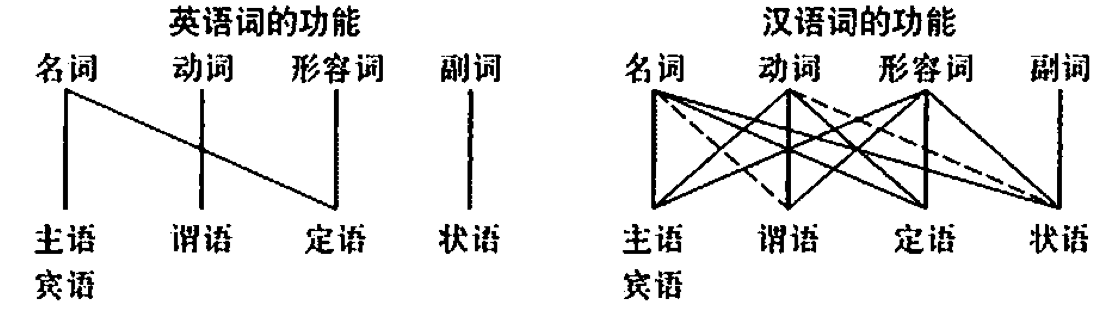 英语词的功能
名词 动词 形容词 副词
主语 谓语 定语 状语
宾语
汉语词的功能
名词 动词 形容词 副词
主语 谓语 定语 状语
宾语